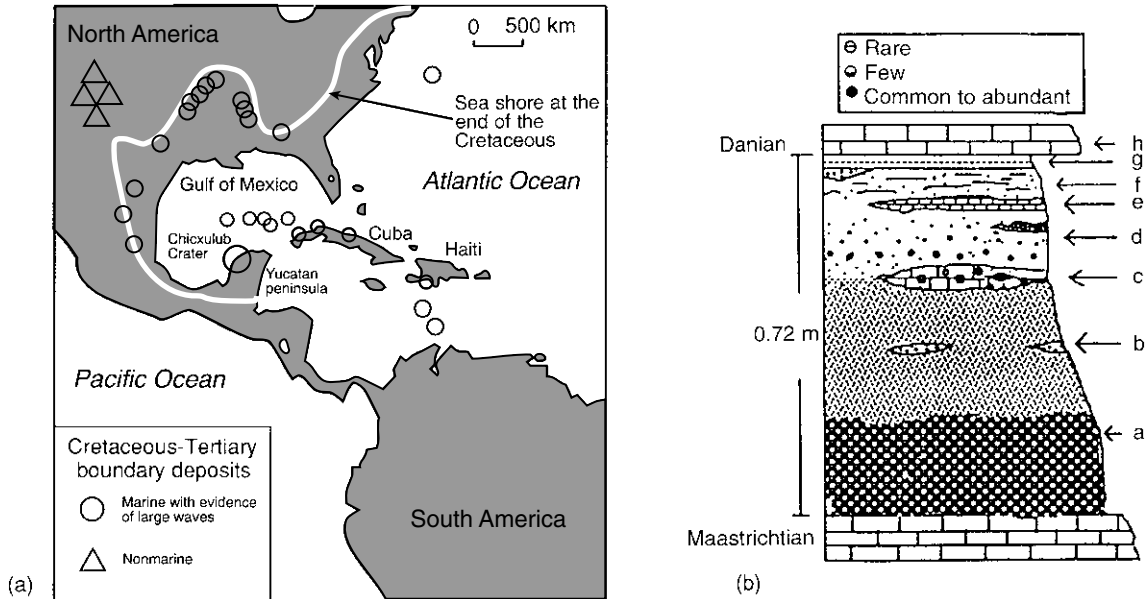 North America
0 500 km
Sea shore at the
end of the
Cretaceous
Gulf of Mexico
Atlantic Ocean
Chicxulub
Crater
Cuba
Haiti
Yucatan
peninsula
Pacific Ocean
South America
Cretaceous-Tertiary
boundary deposits
Marine with evidence
of large waves
Nonmarine
(a)
Rare
Few
Common to abundant
Danian
h
g
f
e
d
c
0.72 m
b
a
Maastrichtian
(b)